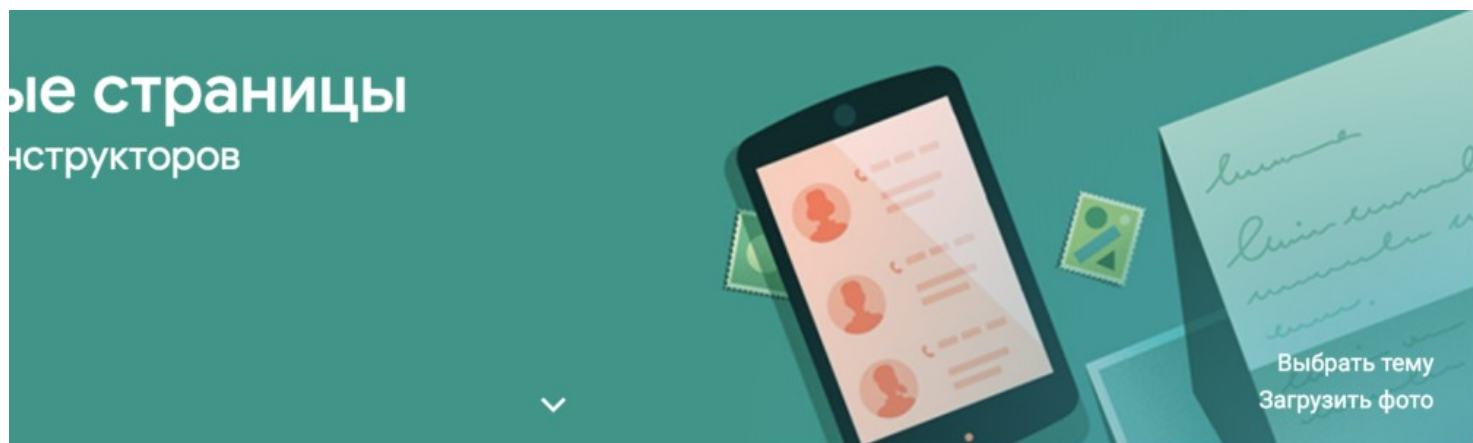 ые страницы
нструкторов
Выбрать тему
Загрузить фото